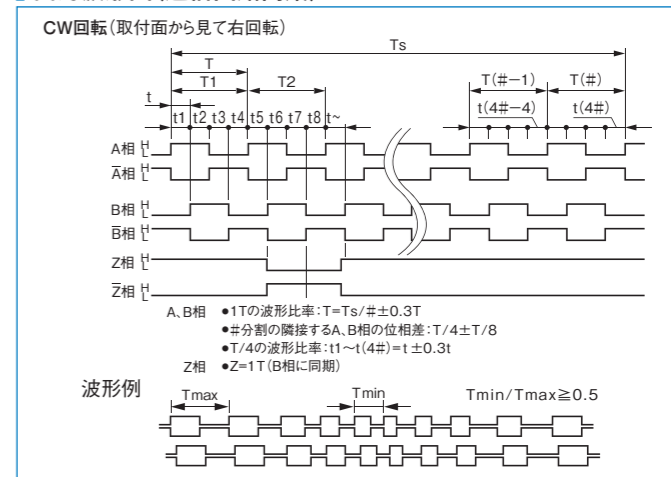 CW回転(取付面から見て右回転)
Ts
T
T1 T2 T(#−1) T(#)
t t(4#−4) t(4#)
t1 t2 t3 t4 t5 t6 t7 t8 t~
A相 H L
A̅相 H L
B相 H L
B̅相 H L
Z相 H L
Z̅相 H L
A、B相 ●1Tの波形比率:T=Ts/#±0.3T
●#分割の隣接するA、B相の位相差:T/4±T/8
●T/4の波形比率:t1~t(4#)=t±0.3t
Z相 ●Z=1T(B相に同期)
波形例 Tmax Tmin Tmin/Tmax≧0.5